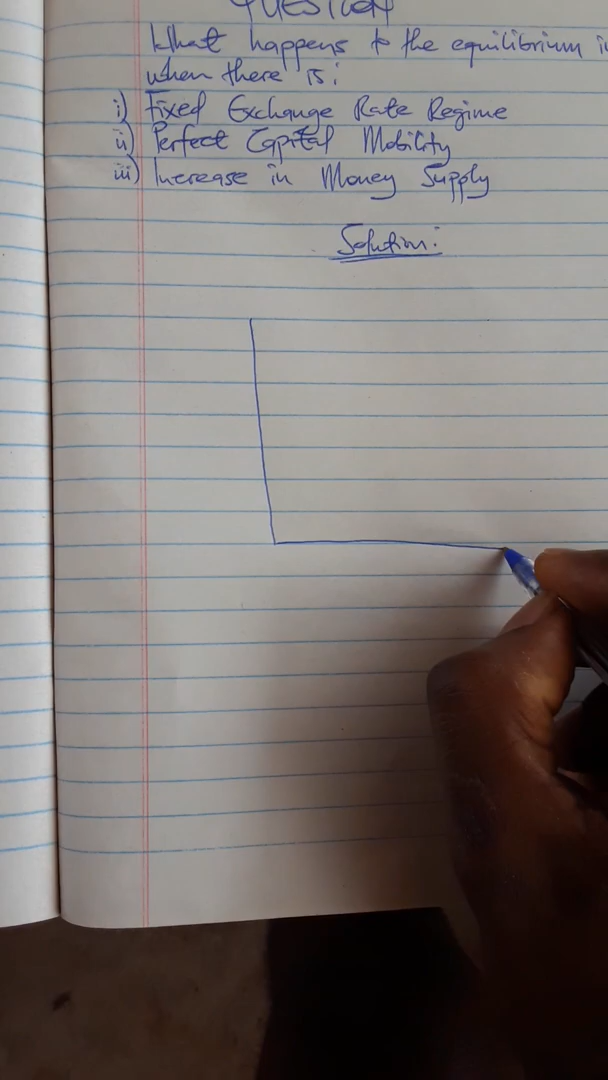 QUESTION
What happens to the equilibrium
when there is:
i) Fixed Exchange Rate Regime
ii) Perfect Capital Mobility
iii) Increase in Money Supply
Solution: